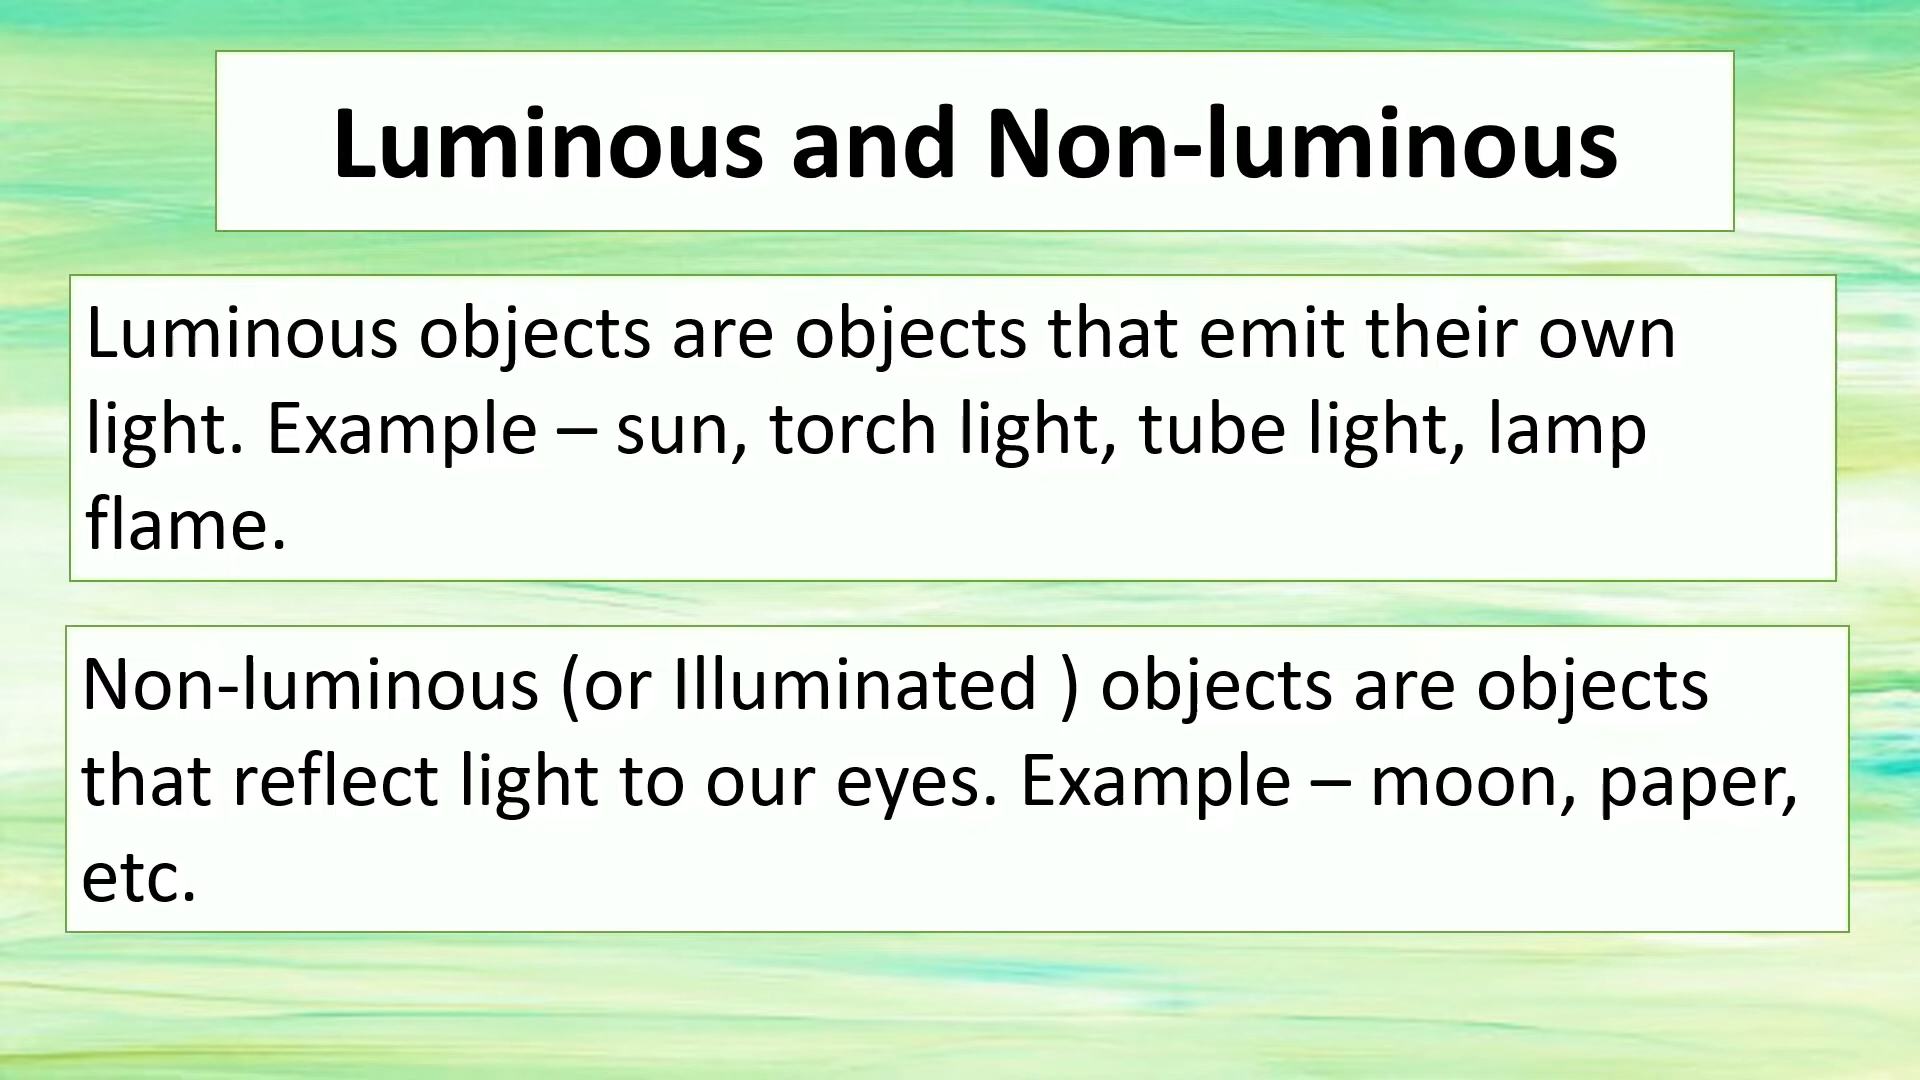 Luminous and Non-luminous
Luminous objects are objects that emit their own
light. Example – sun, torch light, tube light, lamp
flame.
Non-luminous (or Illuminated ) objects are objects
that reflect light to our eyes. Example – moon, paper,
etc.